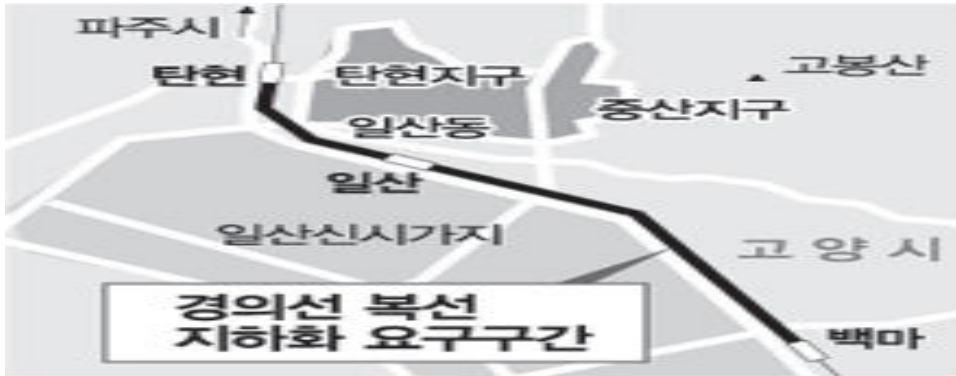 파주시
탄현
탄현지구
고봉산
중산지구
일산동
일산
일산신시가지
고양시
경의선 복선
지하화 요구구간
백마